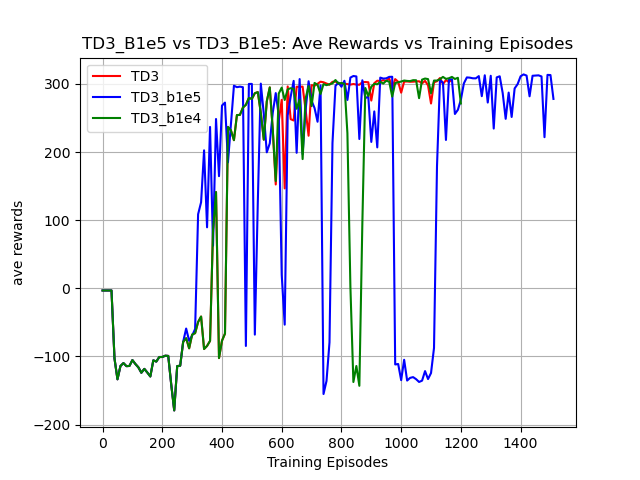 TD3_B1e5 vs TD3_B1e5: Ave Rewards vs Training Episodes
TD3
TD3_b1e5
TD3_b1e4
300
200
100
0
−100
−200
ave rewards
0 200 400 600 800 1000 1200 1400
Training Episodes